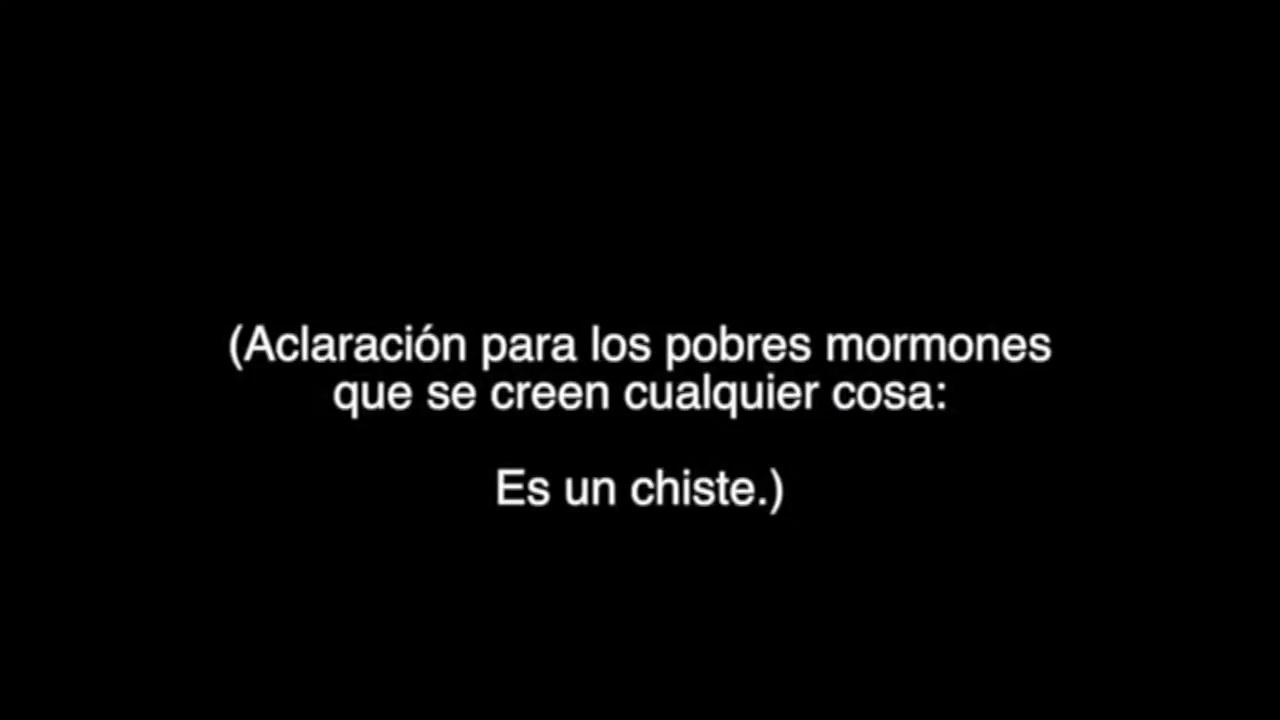 (Aclaración para los pobres mormones
que se creen cualquier cosa:
Es un chiste.)